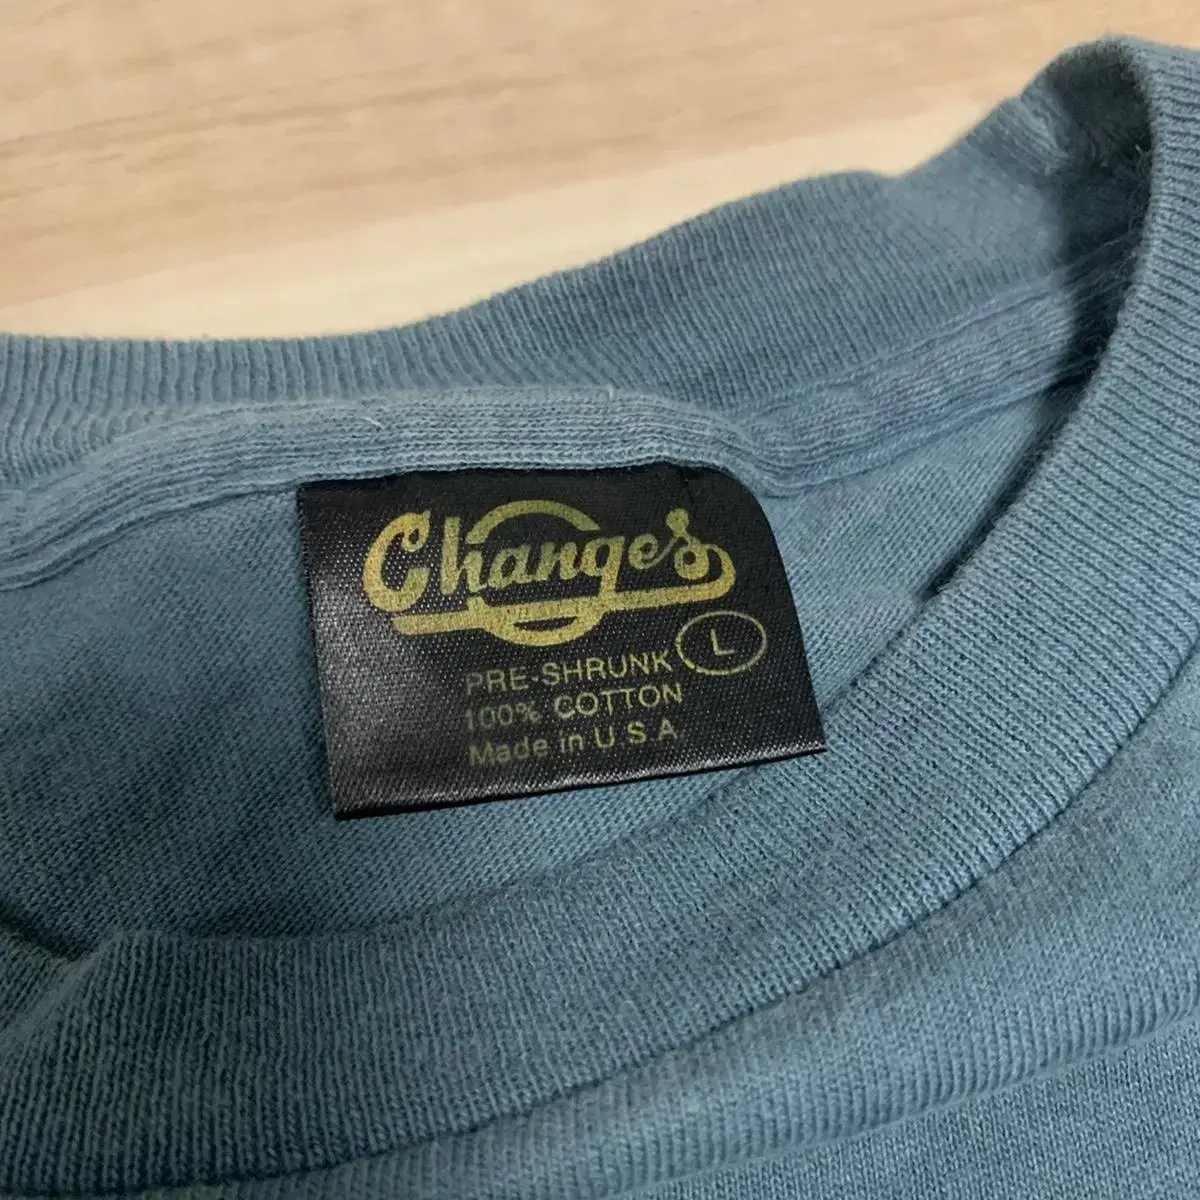 Changes
L
PRE-SHRUNK
100% COTTON
Made in U.S.A